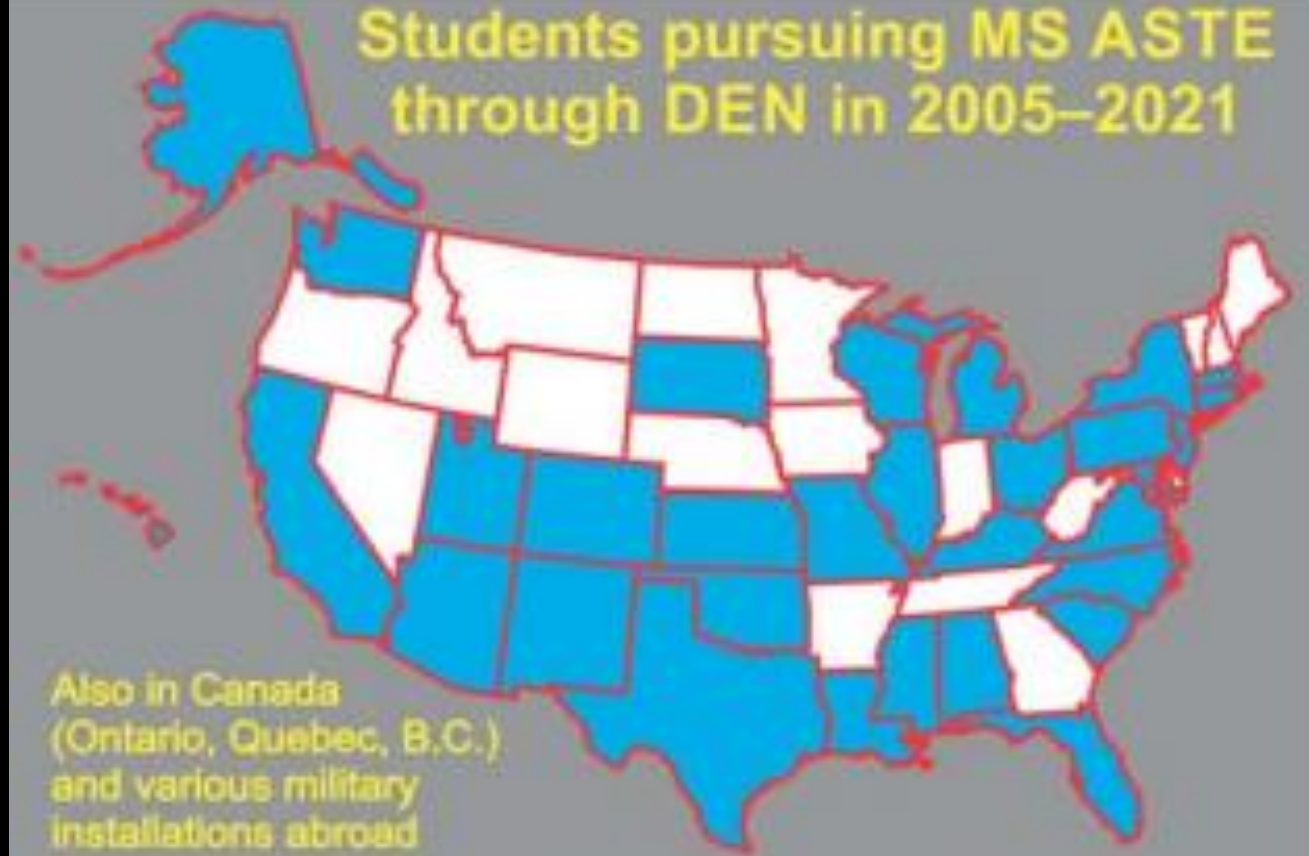 Students pursuing MS ASTE
through DEN in 2005–2021
Also in Canada
(Ontario, Quebec, B.C.)
and various military
installations abroad